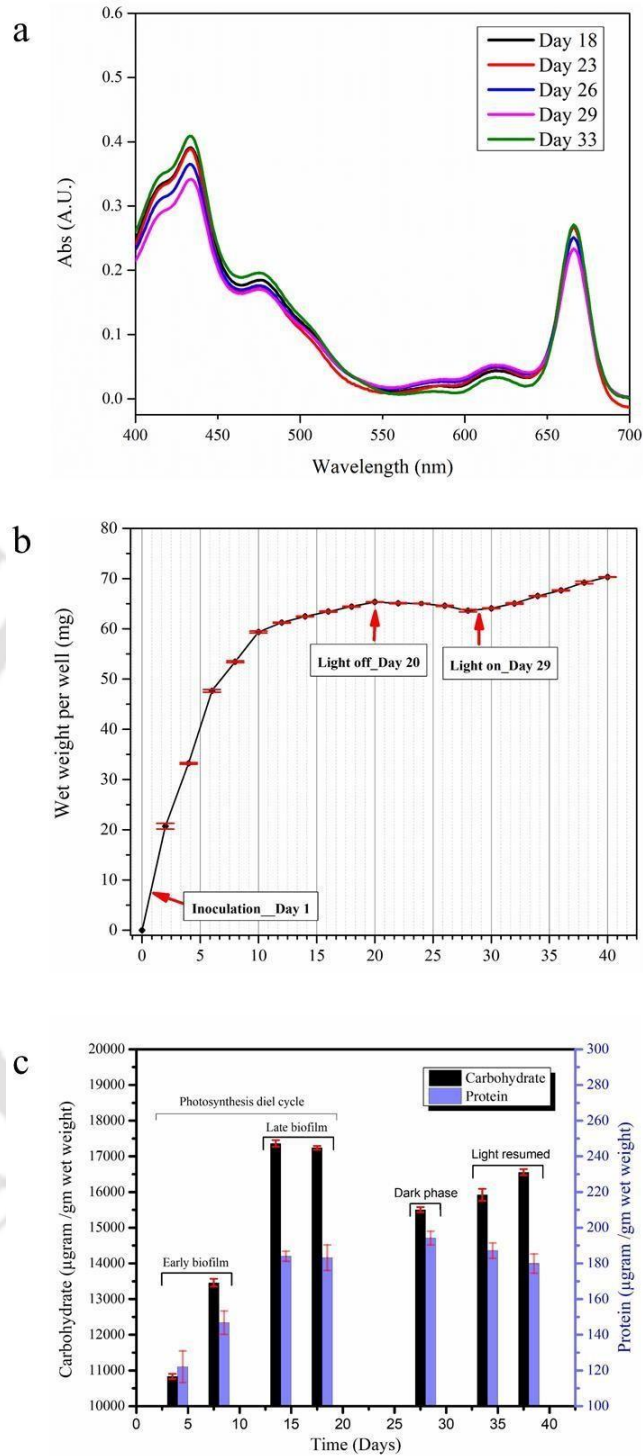 a
0.6
0.5
0.4
0.3
0.2
0.1
0.0
Abs (A.U.)
Day 18
Day 23
Day 26
Day 29
Day 33
400 450 500 550 600 650 700
Wavelength (nm)
b
80
70
60
50
40
30
20
10
0
Wet weight per well (mg)
Light off_Day 20
Light on_Day 29
Inoculation__Day 1
0 5 10 15 20 25 30 35 40
c
20000
19000
18000
17000
16000
15000
14000
13000
12000
11000
10000
Carbohydrate (µgram /gm wet weight)
Carbohydrate
Protein
Photosynthesis diel cycle
Late biofilm
Light resumed
Dark phase
Early biofilm
300
280
260
240
220
200
180
160
140
120
100
Protein (µgram /gm wet weight)
0 5 10 15 20 25 30 35 40
Time (Days)